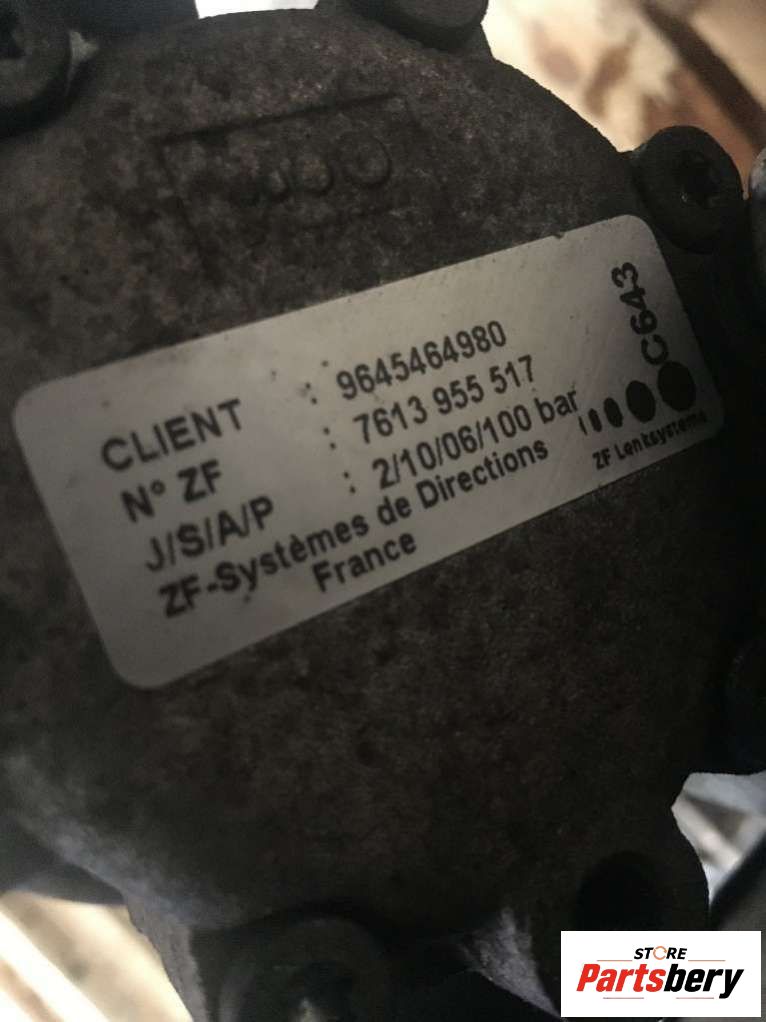 CLIENT : 9645464980
N° ZF : 7613 955 517
J/S/A/P : 2/10/06/100 bar
ZF-Systèmes de Directions
France
C643
ZF Lenksysteme
STORE
Partsbery